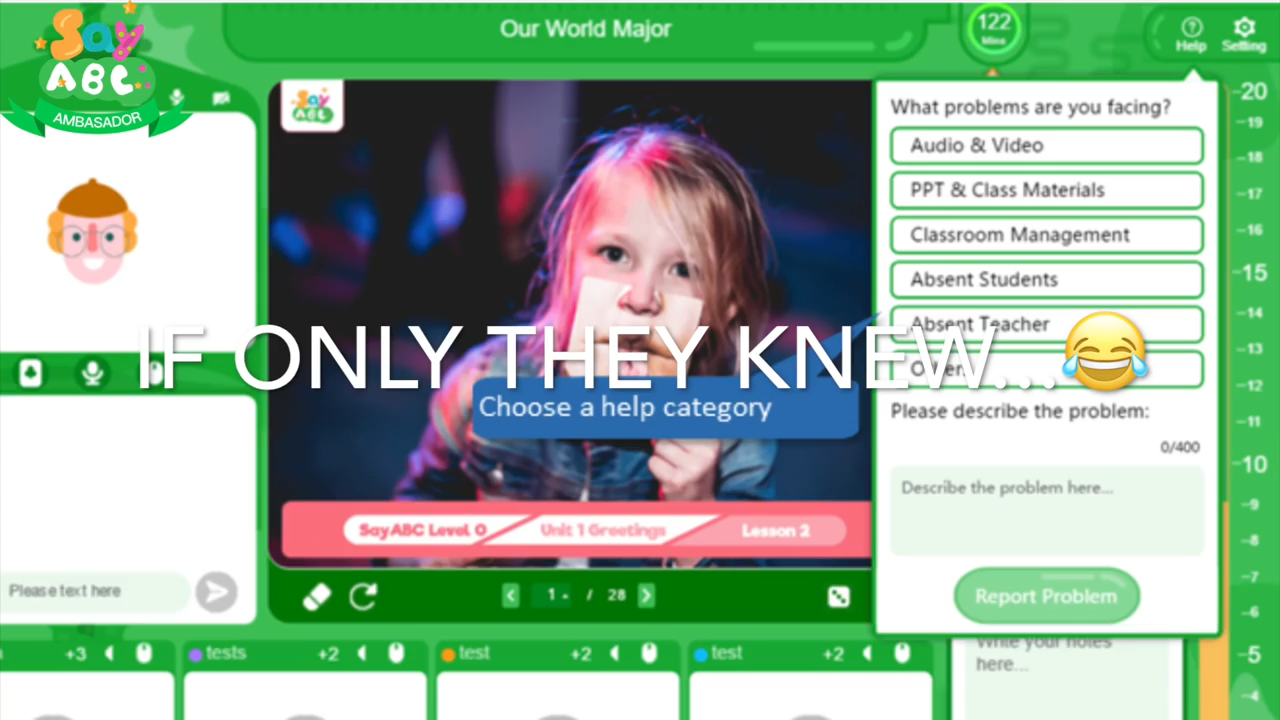 Our World Major
122
Mins
Help
Setting
Say
ABC
AMBASADOR
Say
ABC
What problems are you facing?
Audio & Video
PPT & Class Materials
Classroom Management
Absent Students
Absent Teacher
IF ONLY THEY KNEW...😂
Choose a help category
Please describe the problem:
0/400
Describe the problem here...
Report Problem
SayABC Level 0
Unit 1 Greetings
Lesson 2
Please text here
1 / 28
+3
tests
+2
test
+2
test
+2
Write your notes
here...
20
19
18
17
16
15
14
13
12
11
10
9
8
7
6
5
4